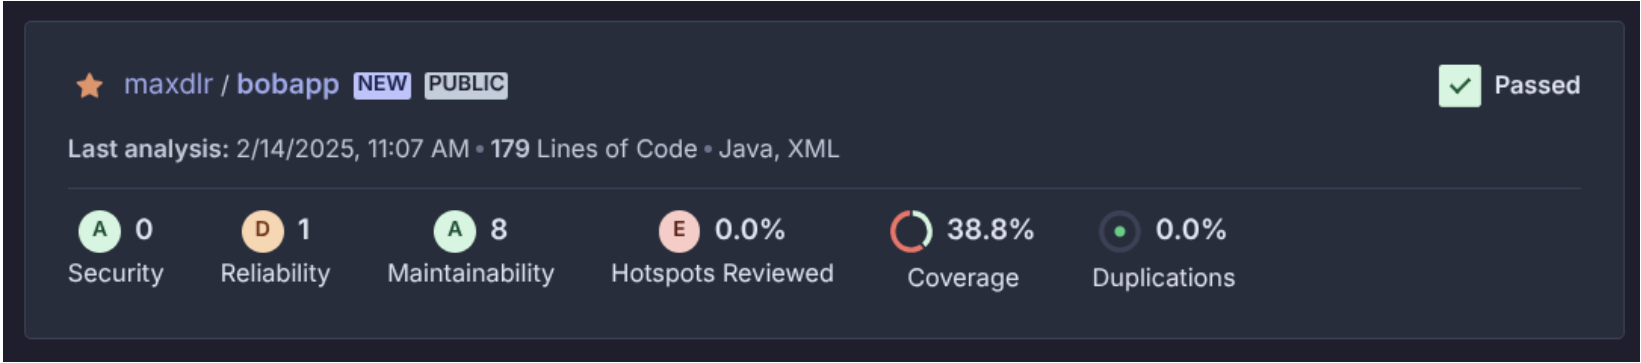 maxdlr / bobapp NEW PUBLIC Passed
Last analysis: 2/14/2025, 11:07 AM • 179 Lines of Code • Java, XML
A 0 D 1 A 8 E 0.0% 38.8% 0.0%
Security Reliability Maintainability Hotspots Reviewed Coverage Duplications